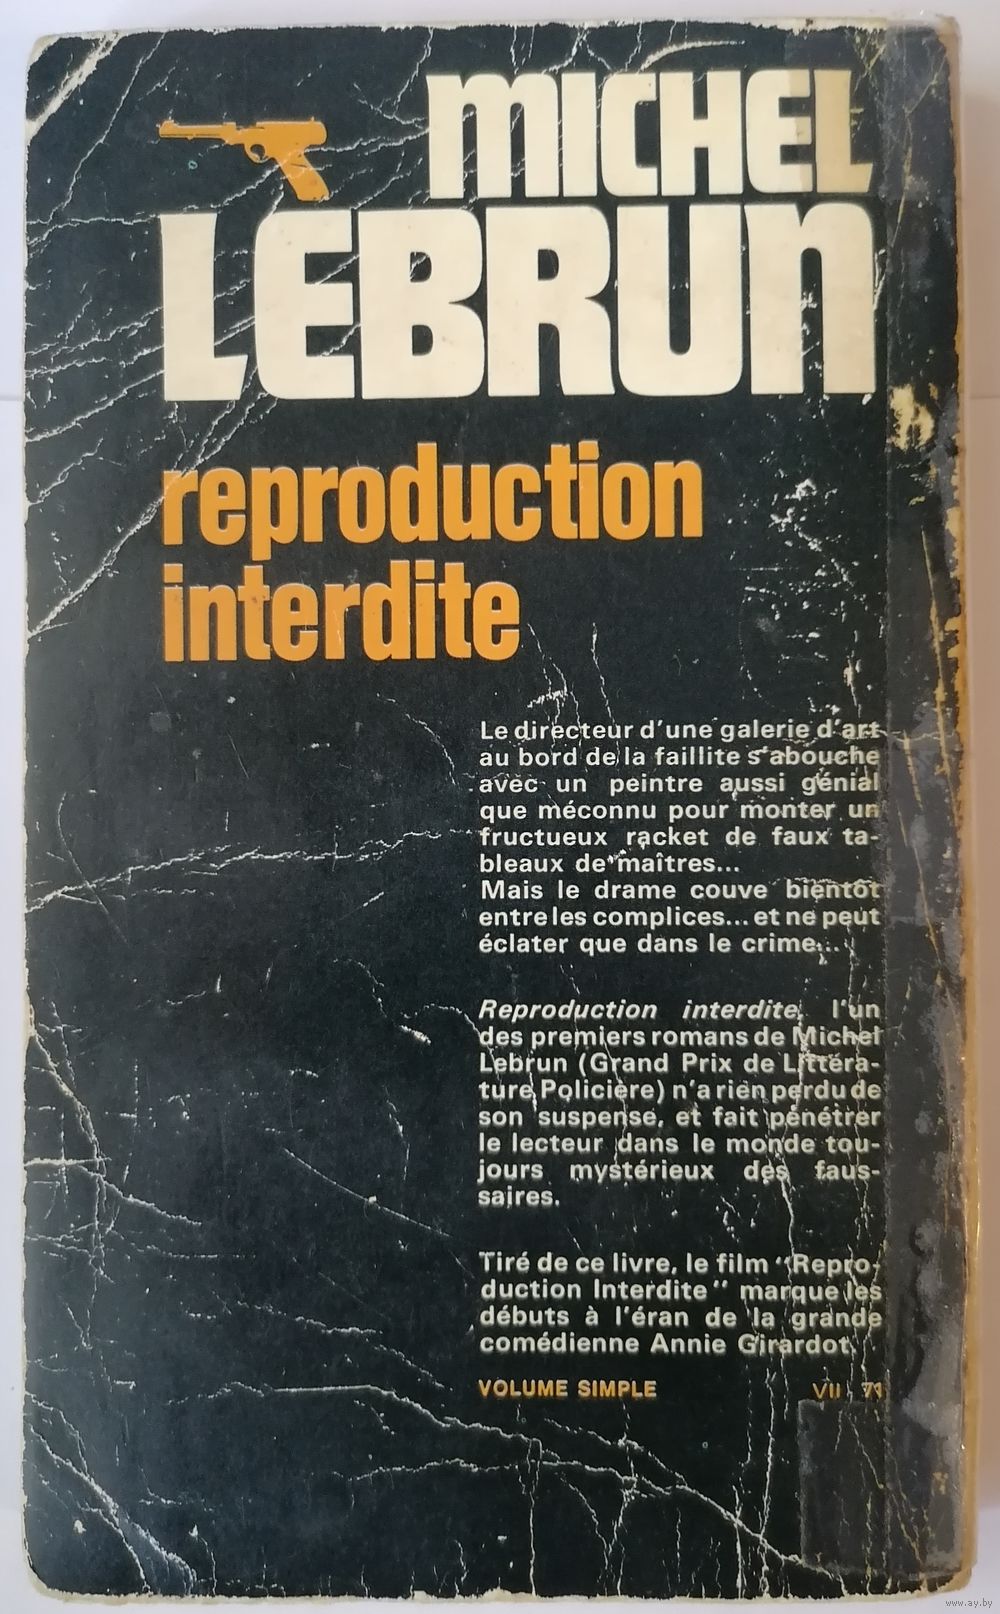 MICHEL
LEBRUN
reproduction
interdite
Le directeur d'une galerie d'art
au bord de la faillite s'abouche
avec un peintre aussi génial
que méconnu pour monter un
fructueux racket de faux ta-
bleaux de maîtres...
Mais le drame couve bientôt
entre les complices... et ne peut
éclater que dans le crime...
Reproduction interdite, l'un
des premiers romans de Michel
Lebrun (Grand Prix de Littéra-
ture Policière) n'a rien perdu de
son suspense, et fait pénétrer
le lecteur dans le monde tou-
jours mystérieux des faus-
saires.
Tiré de ce livre, le film "Repro-
duction Interdite" marque les
débuts à l'éran de la grande
comédienne Annie Girardot.
VOLUME SIMPLE VII 71
www.ay.by